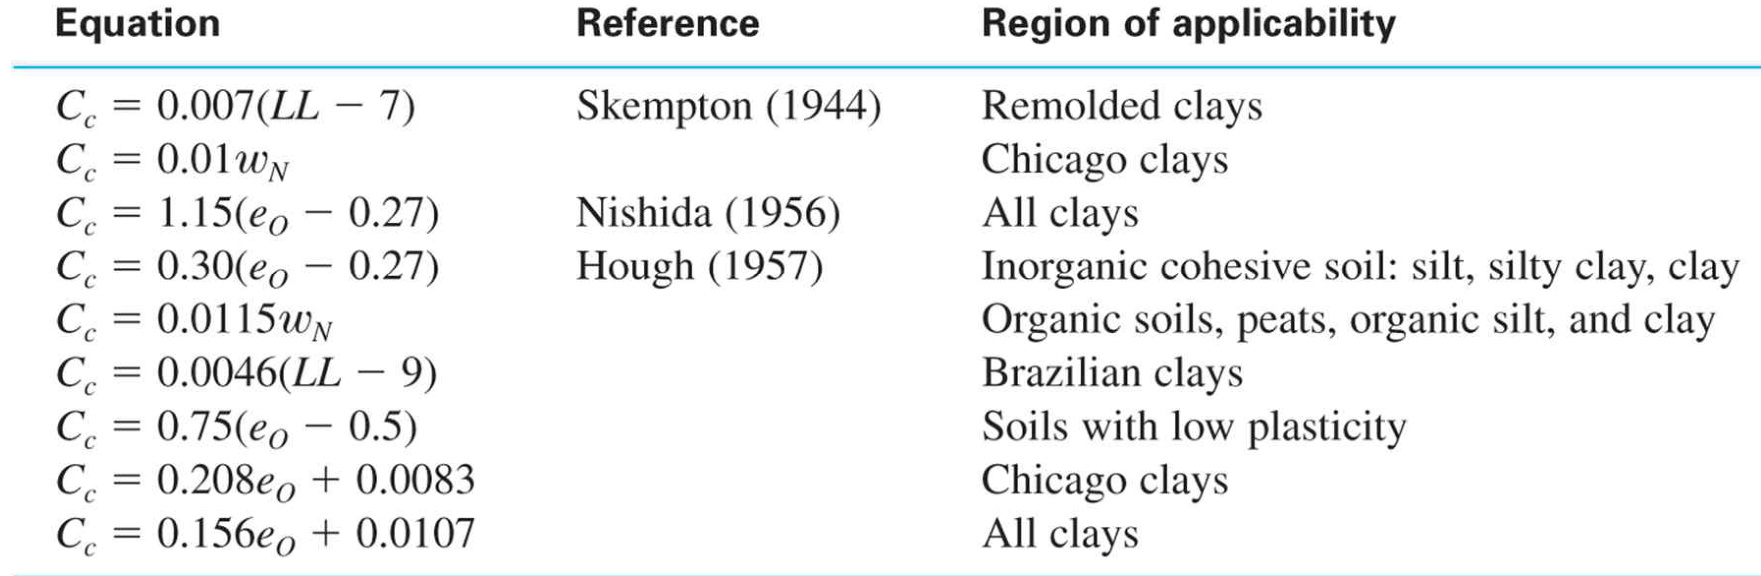 Equation Reference Region of applicability
C_c = 0.007(LL − 7) Skempton (1944) Remolded clays
C_c = 0.01w_N Chicago clays
C_c = 1.15(e_O − 0.27) Nishida (1956) All clays
C_c = 0.30(e_O − 0.27) Hough (1957) Inorganic cohesive soil: silt, silty clay, clay
C_c = 0.0115w_N Organic soils, peats, organic silt, and clay
C_c = 0.0046(LL − 9) Brazilian clays
C_c = 0.75(e_O − 0.5) Soils with low plasticity
C_c = 0.208e_O + 0.0083 Chicago clays
C_c = 0.156e_O + 0.0107 All clays